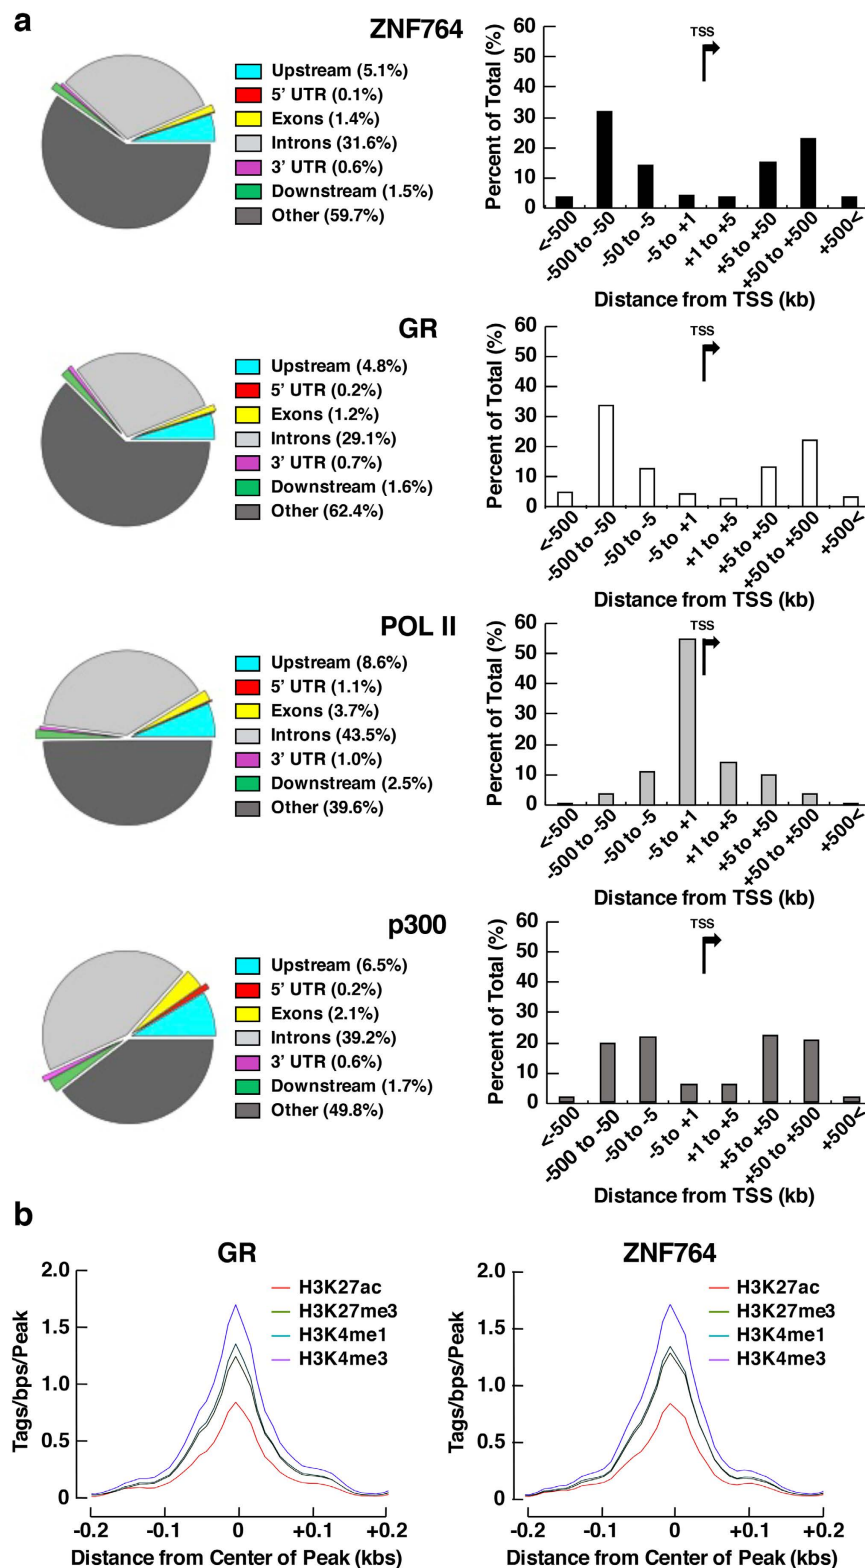 a
ZNF764
Upstream (5.1%)
5’ UTR (0.1%)
Exons (1.4%)
Introns (31.6%)
3’ UTR (0.6%)
Downstream (1.5%)
Other (59.7%)
Percent of Total (%)
60
50
40
30
20
10
0
TSS
<-500
-500 to -50
-50 to -5
-5 to +1
+1 to +5
+5 to +50
+50 to +500
+500<
Distance from TSS (kb)
GR
Upstream (4.8%)
5’ UTR (0.2%)
Exons (1.2%)
Introns (29.1%)
3’ UTR (0.7%)
Downstream (1.6%)
Other (62.4%)
Percent of Total (%)
60
50
40
30
20
10
0
TSS
<-500
-500 to -50
-50 to -5
-5 to +1
+1 to +5
+5 to +50
+50 to +500
+500<
Distance from TSS (kb)
POL II
Upstream (8.6%)
5’ UTR (1.1%)
Exons (3.7%)
Introns (43.5%)
3’ UTR (1.0%)
Downstream (2.5%)
Other (39.6%)
Percent of Total (%)
60
50
40
30
20
10
0
TSS
<-500
-500 to -50
-50 to -5
-5 to +1
+1 to +5
+5 to +50
+50 to +500
+500<
Distance from TSS (kb)
p300
Upstream (6.5%)
5’ UTR (0.2%)
Exons (2.1%)
Introns (39.2%)
3’ UTR (0.6%)
Downstream (1.7%)
Other (49.8%)
Percent of Total (%)
60
50
40
30
20
10
0
TSS
<-500
-500 to -50
-50 to -5
-5 to +1
+1 to +5
+5 to +50
+50 to +500
+500<
Distance from TSS (kb)
b
GR
Tags/bps/Peak
2.0
1.5
1.0
0.5
0
H3K27ac
H3K27me3
H3K4me1
H3K4me3
-0.2 -0.1 0 +0.1 +0.2
Distance from Center of Peak (kbs)
ZNF764
Tags/bps/Peak
2.0
1.5
1.0
0.5
0
H3K27ac
H3K27me3
H3K4me1
H3K4me3
-0.2 -0.1 0 +0.1 +0.2
Distance from Center of Peak (kbs)